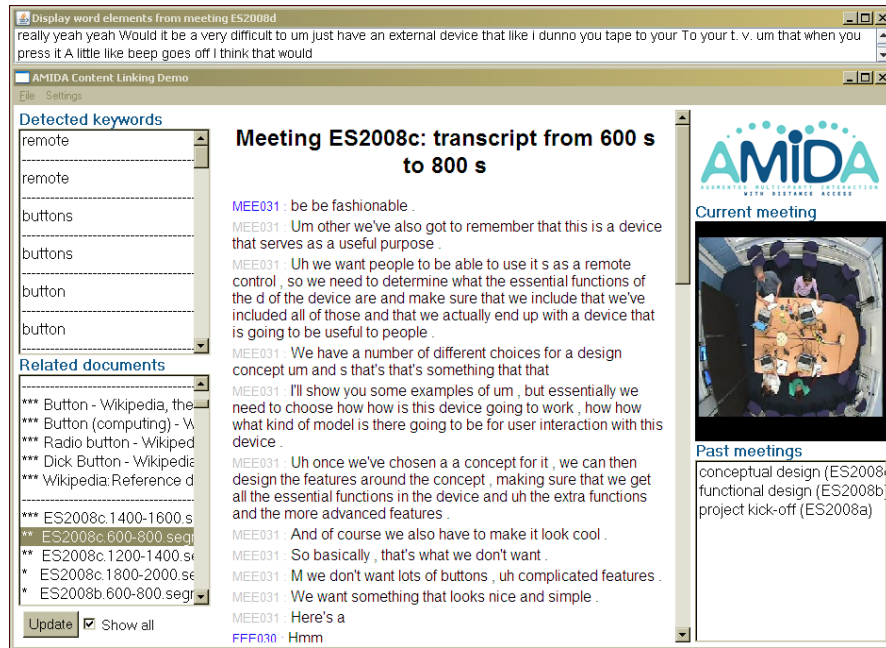 Display word elements from meeting ES2008d
really yeah yeah Would it be a very difficult to um just have an external device that like i dunno you tape to your To your t. v. um that when you
press it A little like beep goes off I think that would
AMIDA Content Linking Demo
File Settings
Detected keywords
remote
remote
buttons
buttons
button
button
Related documents
*** Button - Wikipedia, the
*** Button (computing) - W
*** Radio button - Wikiped
*** Dick Button - Wikipedia
*** Wikipedia:Reference d
*** ES2008c.1400-1600.s
** ES2008c.600-800.segr
** ES2008c.1200-1400.se
* ES2008c.1800-2000.se
* ES2008b.600-800.segr
Update Show all
Meeting ES2008c: transcript from 600 s
to 800 s
MEE031 : be be fashionable .
MEE031 : Um other we've also got to remember that this is a device
that serves as a useful purpose .
MEE031 : Uh we want people to be able to use it s as a remote
control , so we need to determine what the essential functions of
the d of the device are and make sure that we include that we've
included all of those and that we actually end up with a device that
is going to be useful to people .
MEE031 : We have a number of different choices for a design
concept um and s that's that's something that that
MEE031 : I'll show you some examples of um , but essentially we
need to choose how how is this device going to work , how how
what kind of model is there going to be for user interaction with this
device .
MEE031 : Uh once we've chosen a a concept for it , we can then
design the features around the concept , making sure that we get
all the essential functions in the device and uh the extra functions
and the more advanced features .
MEE031 : And of course we also have to make it look cool .
MEE031 : So basically , that's what we don't want .
MEE031 : M we don't want lots of buttons , uh complicated features .
MEE031 : We want something that looks nice and simple .
MEE031 : Here's a
FEE030 : Hmm
AMIDA
AUGMENTED MULTI-PARTY INTERACTION
WITH DISTANCE ACCESS
Current meeting
Past meetings
conceptual design (ES2008c
functional design (ES2008b)
project kick-off (ES2008a)